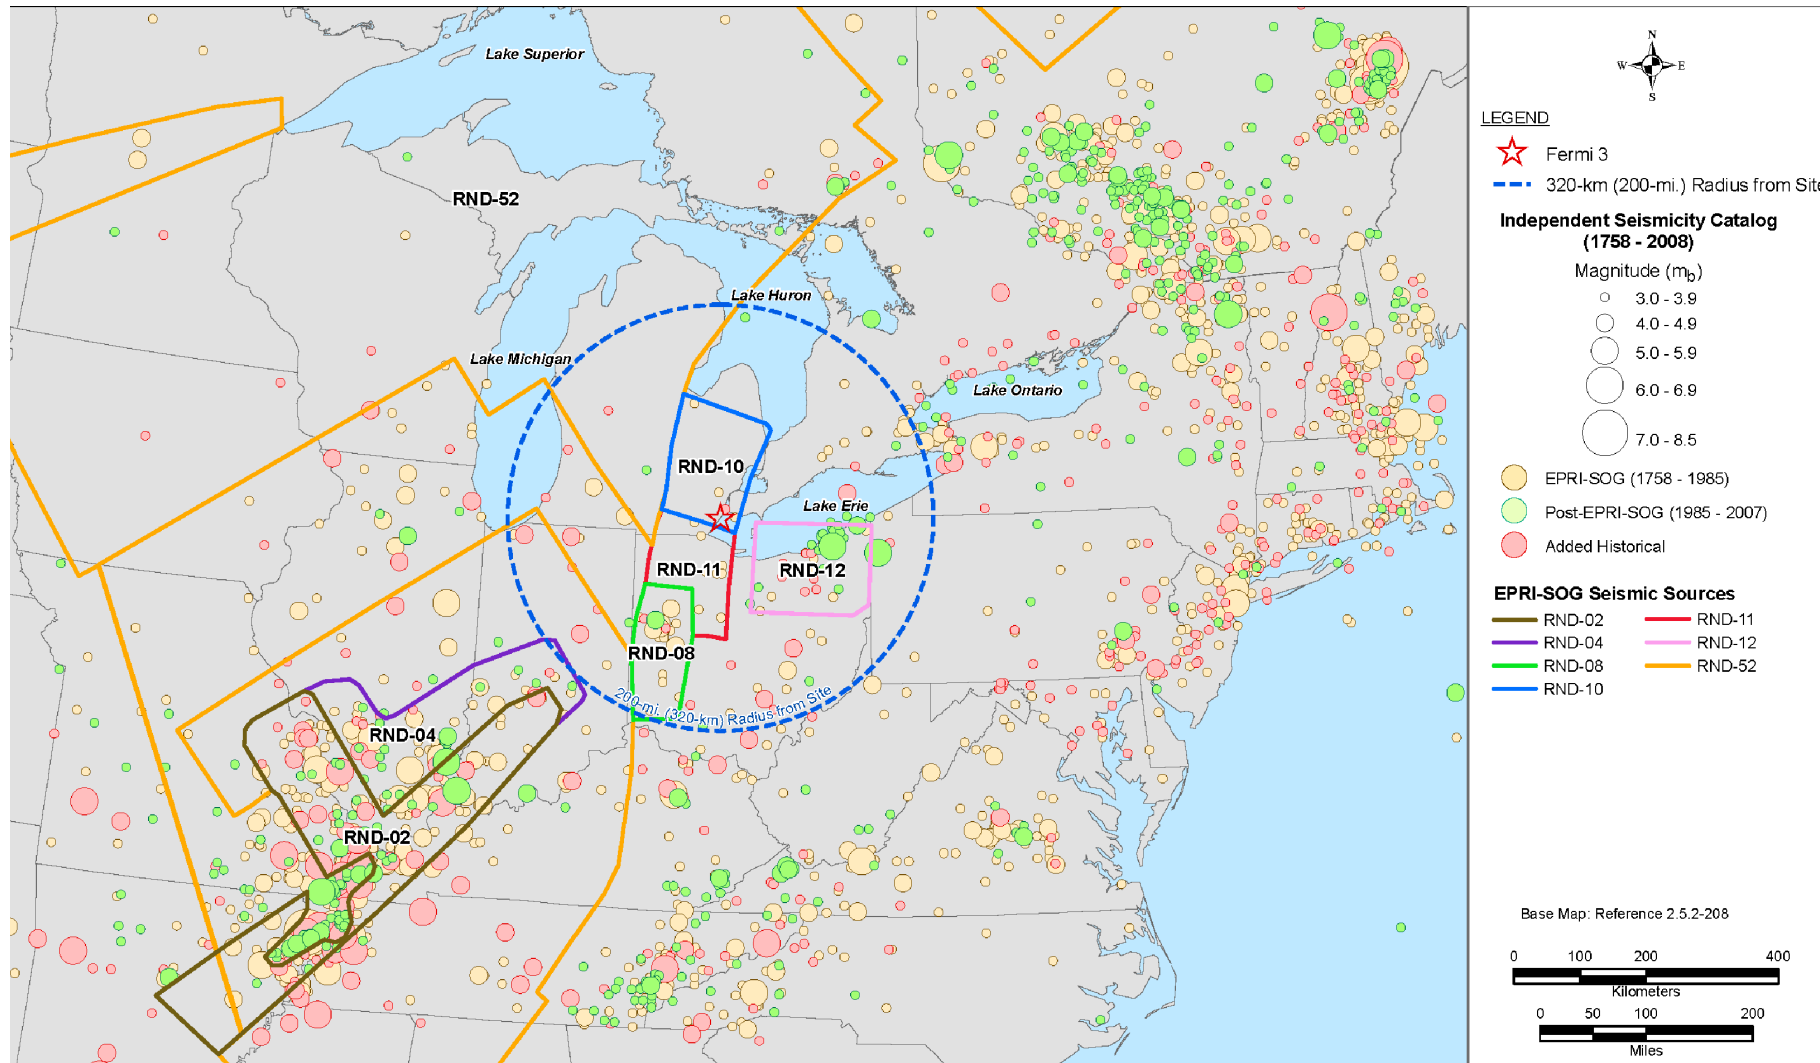 Lake Superior
RND-52
Lake Huron
Lake Michigan
Lake Ontario
RND-10
Lake Erie
RND-11
RND-12
RND-08
200-mi. (320-km) Radius from Site
RND-04
RND-02
N
W E
S
LEGEND
Fermi 3
320-km (200-mi.) Radius from Site
Independent Seismicity Catalog
(1758 - 2008)
Magnitude (mb)
3.0 - 3.9
4.0 - 4.9
5.0 - 5.9
6.0 - 6.9
7.0 - 8.5
EPRI-SOG (1758 - 1985)
Post-EPRI-SOG (1985 - 2007)
Added Historical
EPRI-SOG Seismic Sources
RND-02 RND-11
RND-04 RND-12
RND-08 RND-52
RND-10
Base Map: Reference 2.5.2-208
0 100 200 400
Kilometers
0 50 100 200
Miles